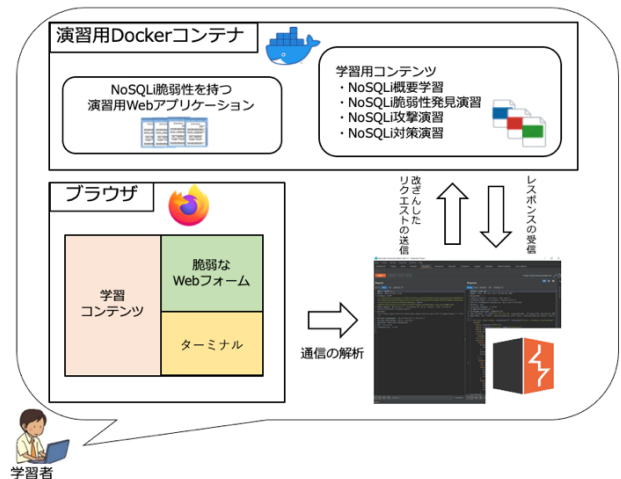 演習用Dockerコンテナ
NoSQLi脆弱性を持つ
演習用Webアプリケーション
学習用コンテンツ
・NoSQLi概要学習
・NoSQLi脆弱性発見演習
・NoSQLi攻撃演習
・NoSQLi対策演習
ブラウザ
学習
コンテンツ
脆弱な
Webフォーム
ターミナル
通信の解析
改ざんした
リクエストの送信
レスポンスの受信
学習者